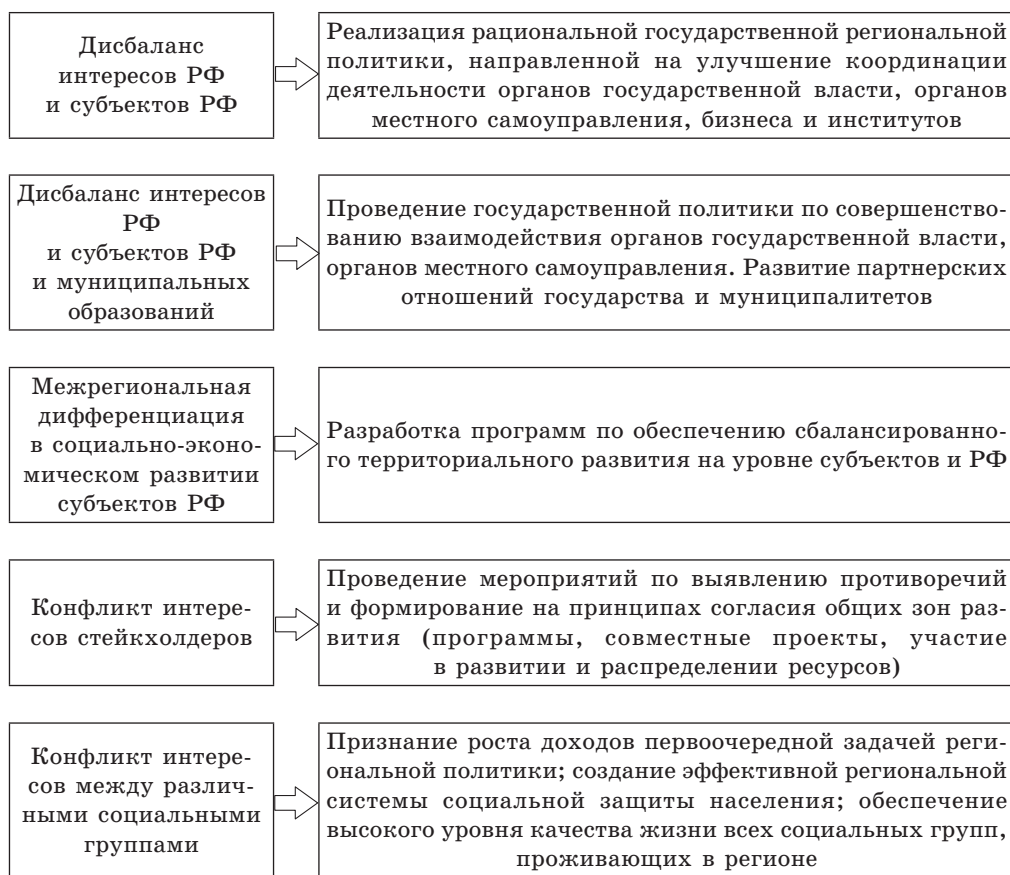 Дисбаланс
интересов РФ
и субъектов РФ
Реализация рациональной государственной региональной
политики, направленной на улучшение координации
деятельности органов государственной власти, органов
местного самоуправления, бизнеса и институтов
Дисбаланс интересов
РФ
и субъектов РФ
и муниципальных
образований
Проведение государственной политики по совершенство-
ванию взаимодействия органов государственной власти,
органов местного самоуправления. Развитие партнерских
отношений государства и муниципалитетов
Межрегиональная
дифференциация
в социально-эконо-
мическом развитии
субъектов РФ
Разработка программ по обеспечению сбалансированно-
го территориального развития на уровне субъектов и РФ
Конфликт интере-
сов стейкхолдеров
Проведение мероприятий по выявлению противоречий
и формирование на принципах согласия общих зон раз-
вития (программы, совместные проекты, участие
в развитии и распределении ресурсов)
Конфликт интере-
сов между различ-
ными социальными
группами
Признание роста доходов первоочередной задачей реги-
ональной политики; создание эффективной региональной
системы социальной защиты населения; обеспечение
высокого уровня качества жизни всех социальных групп,
проживающих в регионе